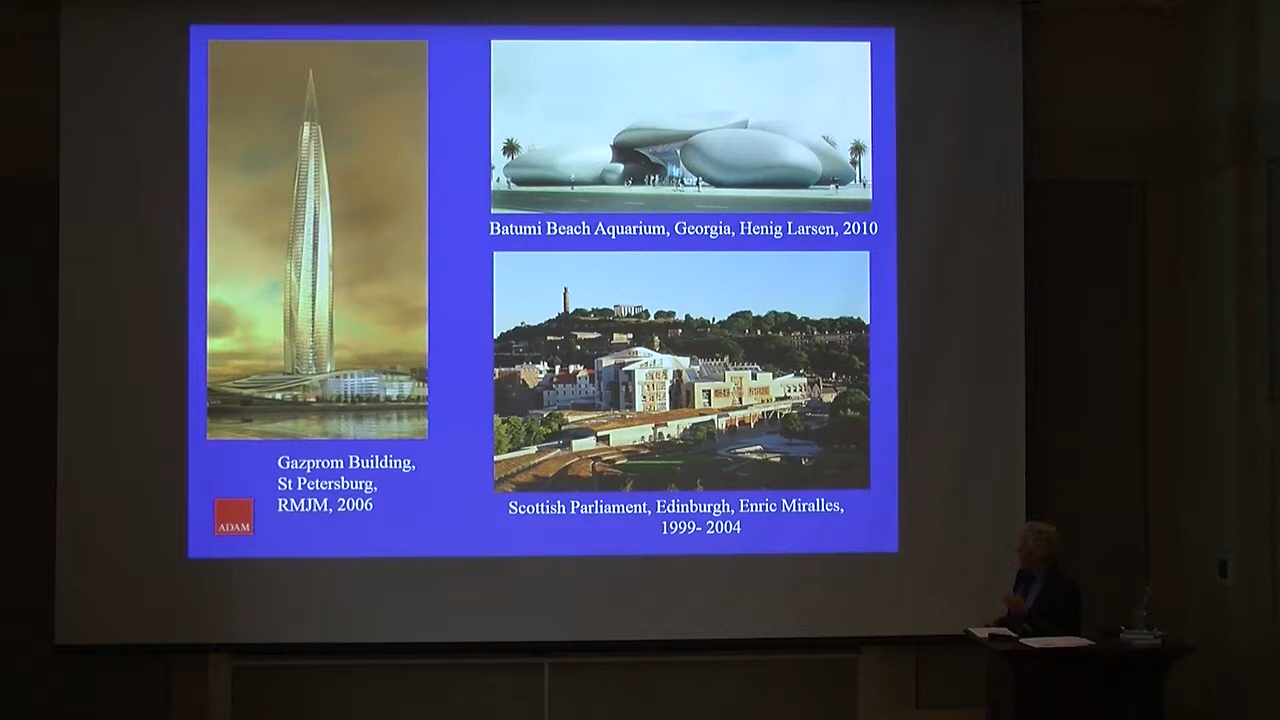 Gazprom Building,
St Petersburg,
RMJM, 2006
ADAM
Batumi Beach Aquarium, Georgia, Henig Larsen, 2010
Scottish Parliament, Edinburgh, Enric Miralles,
1999- 2004